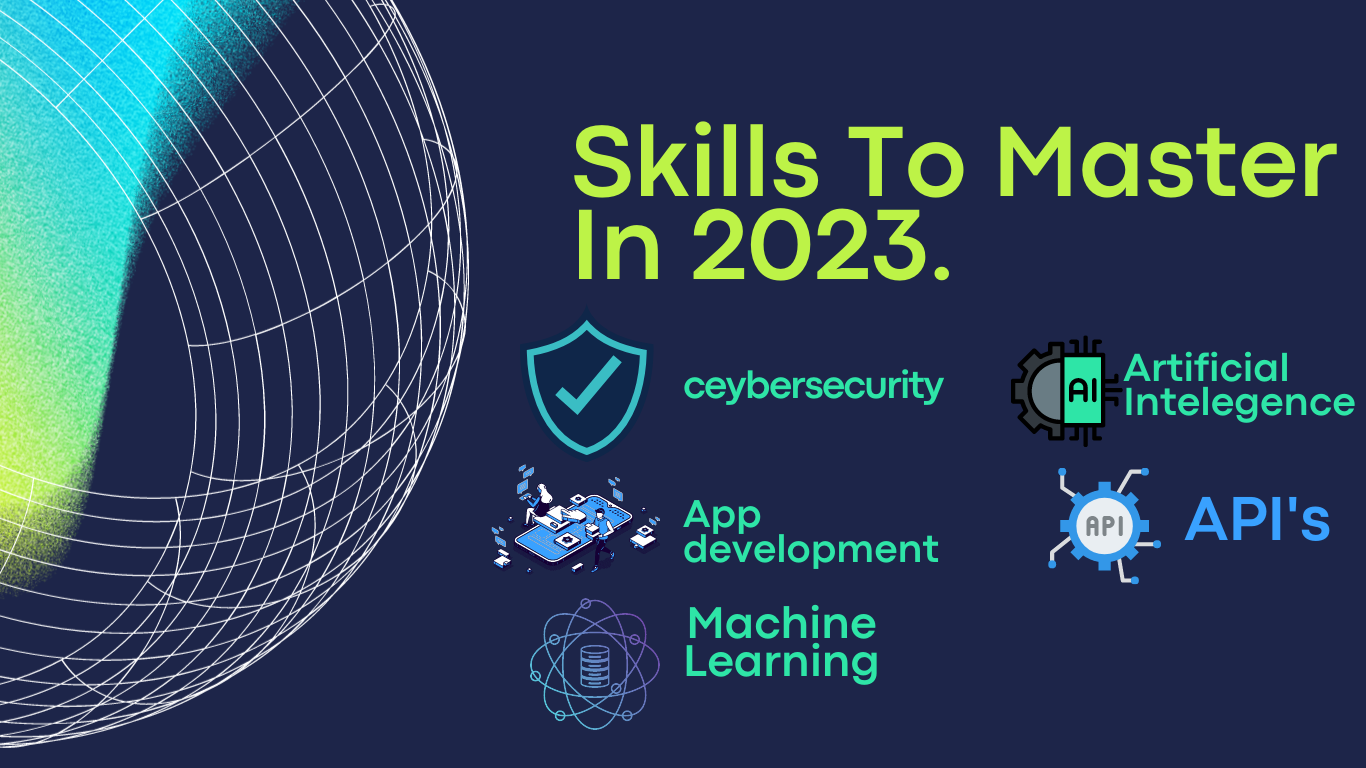 Skills To Master
In 2023.
ceybersecurity
AI
Artificial
Intelegence
App
development
API
API's
Machine
Learning